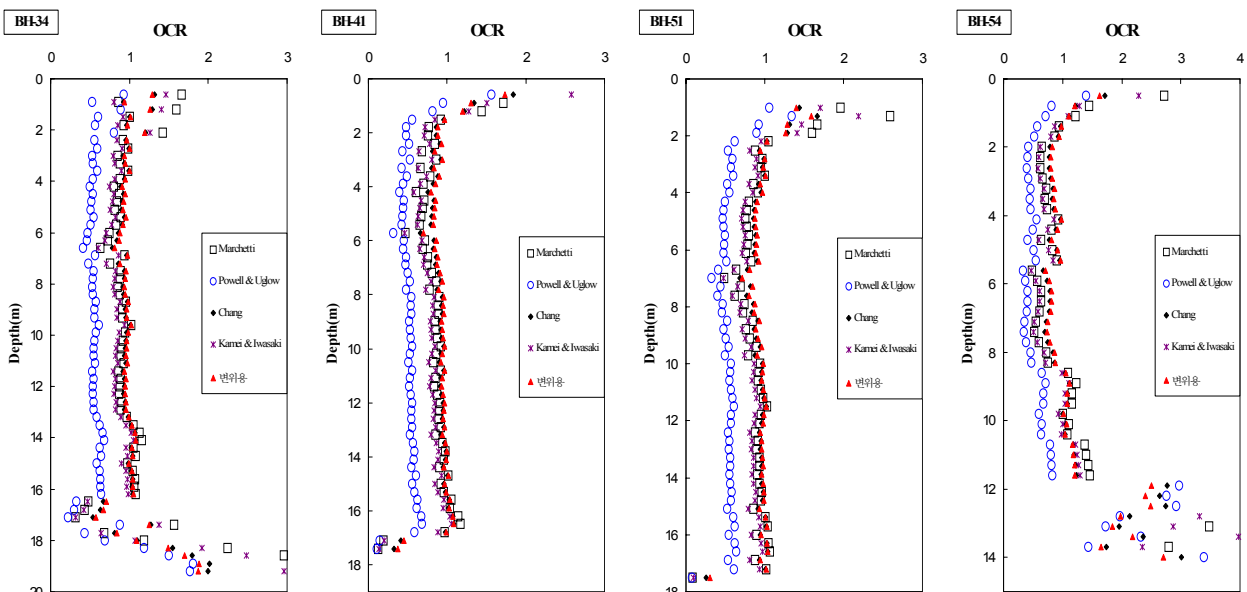 BH-34
OCR
0 1 2 3
0
2
4
6
8
10
12
14
16
18
20
Depth(m)
Marchetti
Powell & Uglow
Chang
Kamei & Iwasaki
변위용
BH-41
OCR
0 1 2 3
0
2
4
6
8
10
12
14
16
18
Depth(m)
Marchetti
Powell & Uglow
Chang
Kamei & Iwasaki
변위용
BH-51
OCR
0 1 2 3
0
2
4
6
8
10
12
14
16
18
Depth(m)
Marchetti
Powell & Uglow
Chang
Kamei & Iwasaki
변위용
BH-54
OCR
0 1 2 3 4
0
2
4
6
8
10
12
14
Depth(m)
Marchetti
Powell & Uglow
Chang
Kamei & Iwasaki
변위용